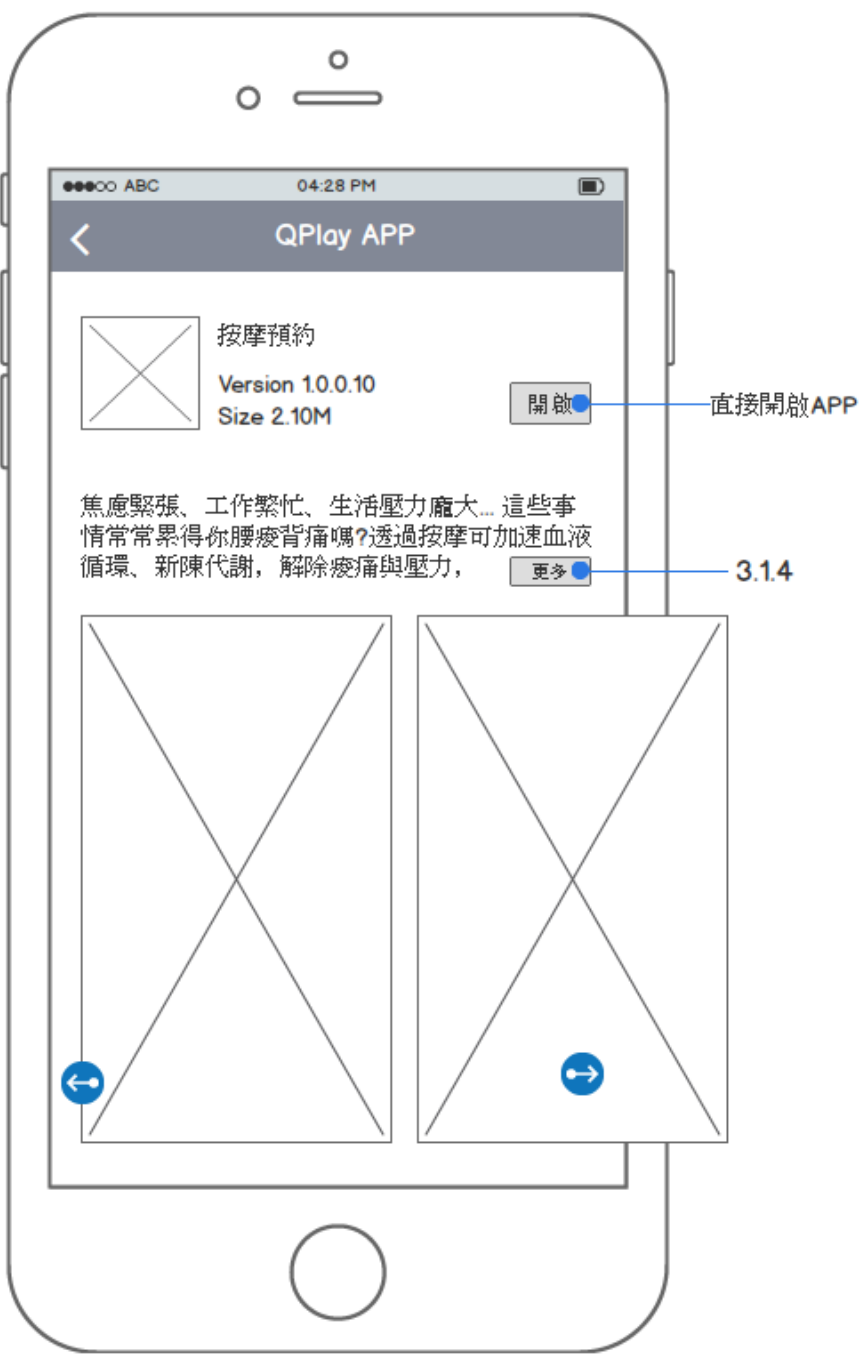 ABC 04:28 PM
QPlay APP
按摩預約
Version 1.0.0.10
Size 2.10M
開啟
直接開啟APP
焦慮緊張、工作繁忙、生活壓力龐大... 這些事
情常常累得你腰痠背痛嗎?透過按摩可加速血液
循環、新陳代謝，解除痠痛與壓力，
更多
3.1.4